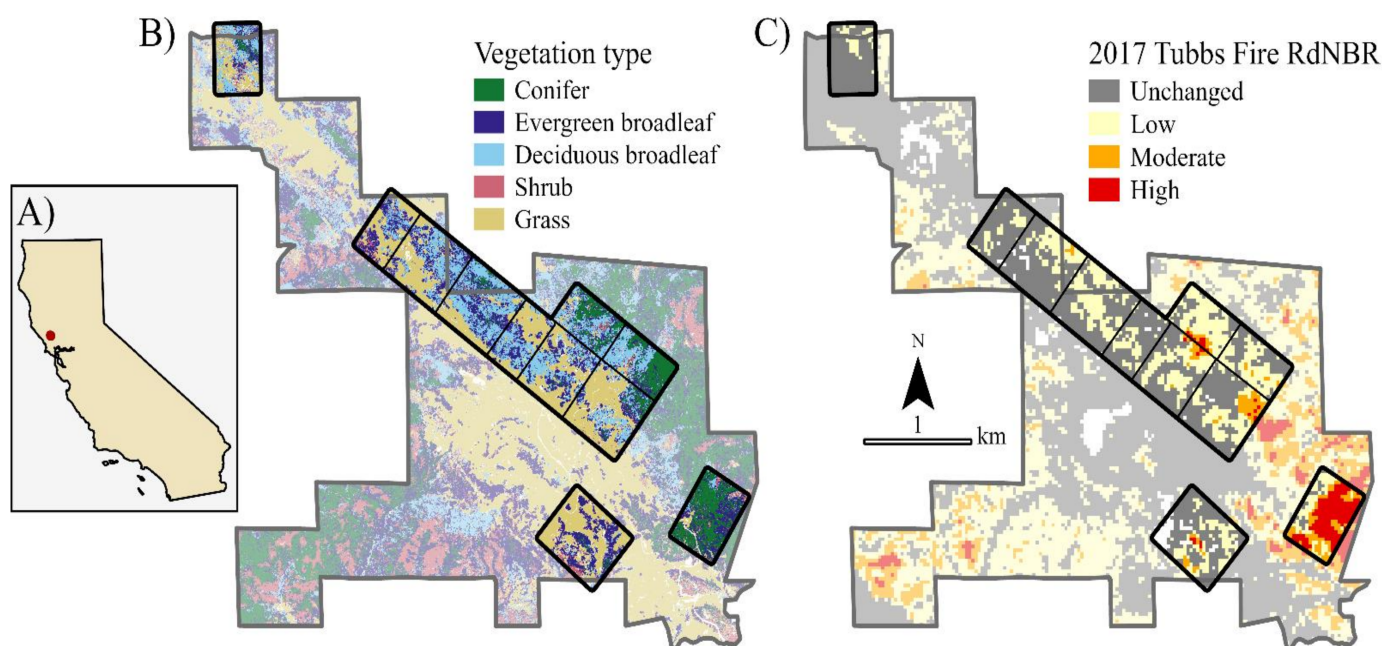 B)
Vegetation type
Conifer
Evergreen broadleaf
Deciduous broadleaf
Shrub
Grass
C)
2017 Tubbs Fire RdNBR
Unchanged
Low
Moderate
High
A)
N
1
km